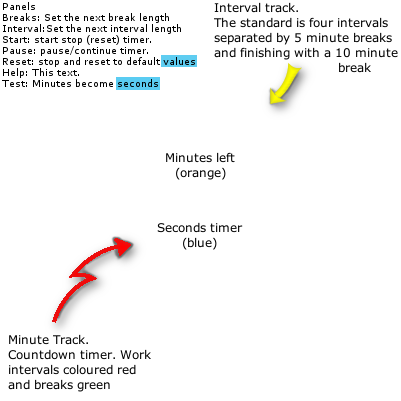 Panels
Breaks: Set the next break length
Interval:Set the next interval length
Start: start stop (reset) timer.
Pause: pause/continue timer.
Reset: stop and reset to default values
Help: This text.
Test: Minutes become seconds
Interval track.
The standard is four intervals
separated by 5 minute breaks
and finishing with a 10 minute
break
Minutes left
(orange)
Seconds timer
(blue)
Minute Track.
Countdown timer. Work
intervals coloured red
and breaks green